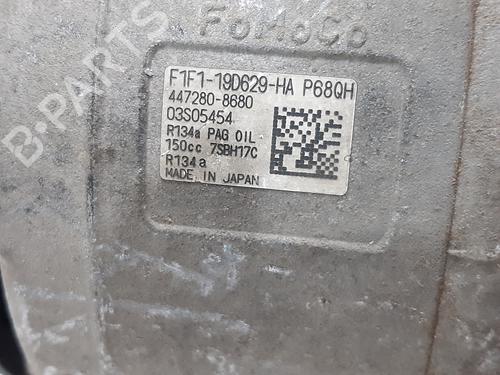 FoMoCo
F1F1-19D629-HA P68QH
447280-8680
03S05454
R134a PAG OIL
150cc 7SBH17C
R134a
MADE IN JAPAN
B-PARTS